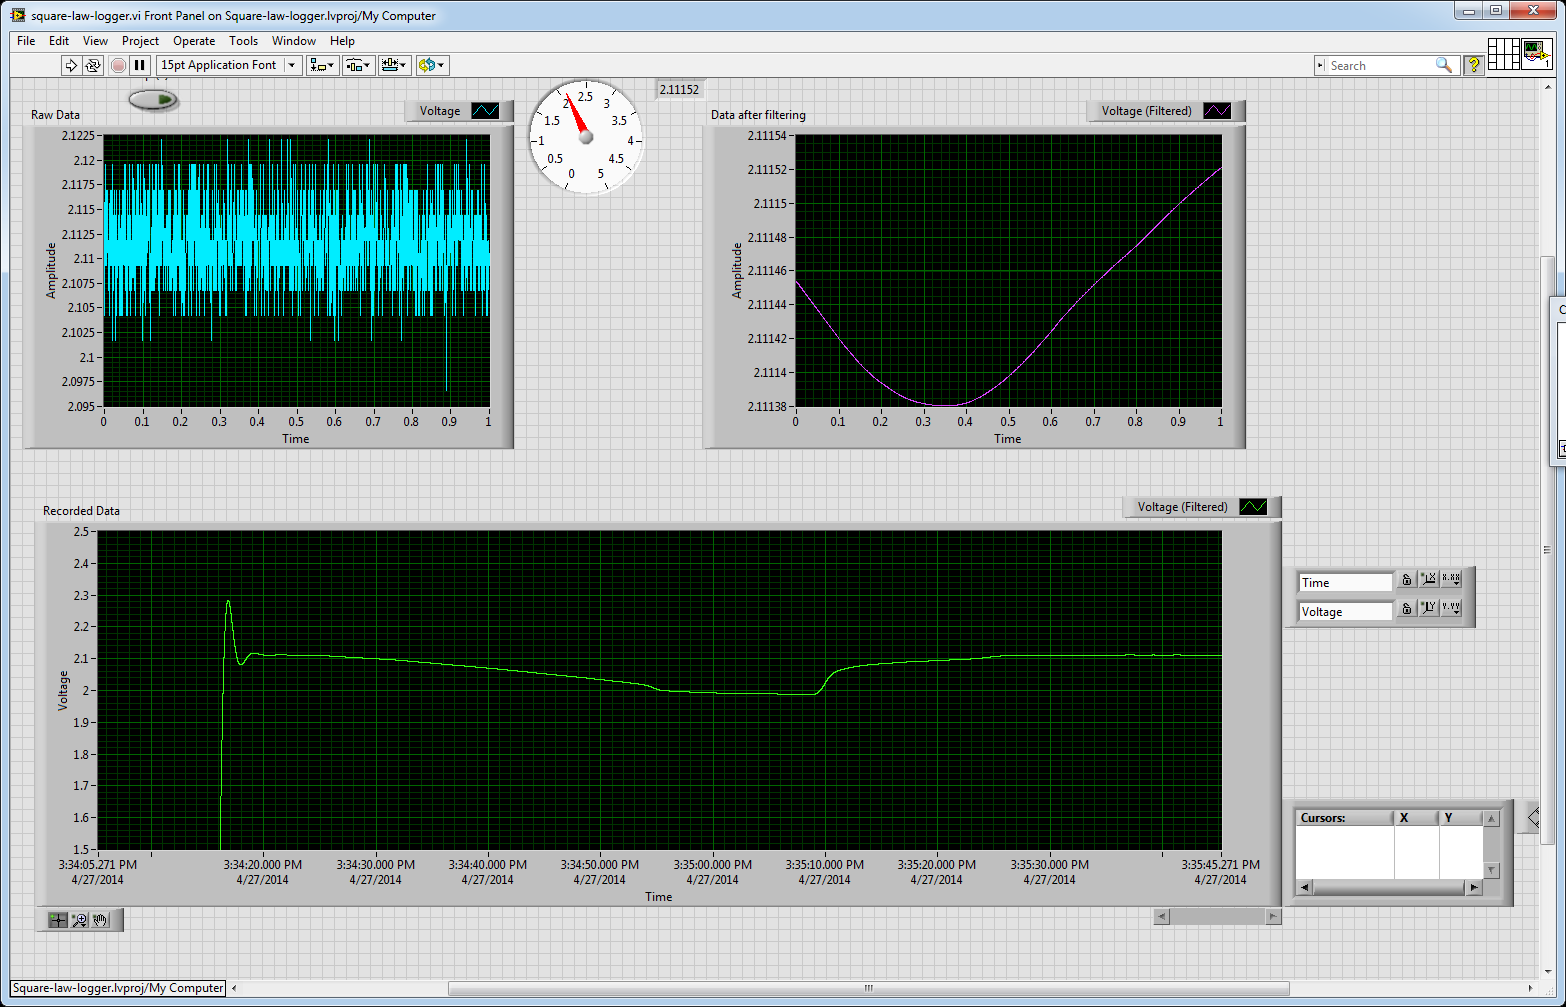 square-law-logger.vi Front Panel on Square-law-logger.lvproj/My Computer
File Edit View Project Operate Tools Window Help
15pt Application Font
Search
?
1
Raw Data
Voltage
2.1225
2.12
2.1175
2.115
2.1125
2.11
2.1075
2.105
2.1025
2.1
2.0975
2.095
Amplitude
0 0.1 0.2 0.3 0.4 0.5 0.6 0.7 0.8 0.9 1
Time
0 0.5 1 1.5 2 2.5 3 3.5 4 4.5 5
2.11152
Data after filtering
Voltage (Filtered)
2.11154
2.11152
2.1115
2.11148
2.11146
2.11144
2.11142
2.1114
2.11138
Amplitude
0 0.1 0.2 0.3 0.4 0.5 0.6 0.7 0.8 0.9 1
Time
Recorded Data
Voltage (Filtered)
2.5
2.4
2.3
2.2
2.1
2
1.9
1.8
1.7
1.6
1.5
Voltage
3:34:05.271 PM 3:34:20.000 PM 3:34:30.000 PM 3:34:40.000 PM 3:34:50.000 PM 3:35:00.000 PM 3:35:10.000 PM 3:35:20.000 PM 3:35:30.000 PM 3:35:45.271 PM
4/27/2014 4/27/2014 4/27/2014 4/27/2014 4/27/2014 4/27/2014 4/27/2014 4/27/2014 4/27/2014 4/27/2014
Time
Time
Voltage
Cursors: X Y
Square-law-logger.lvproj/My Computer